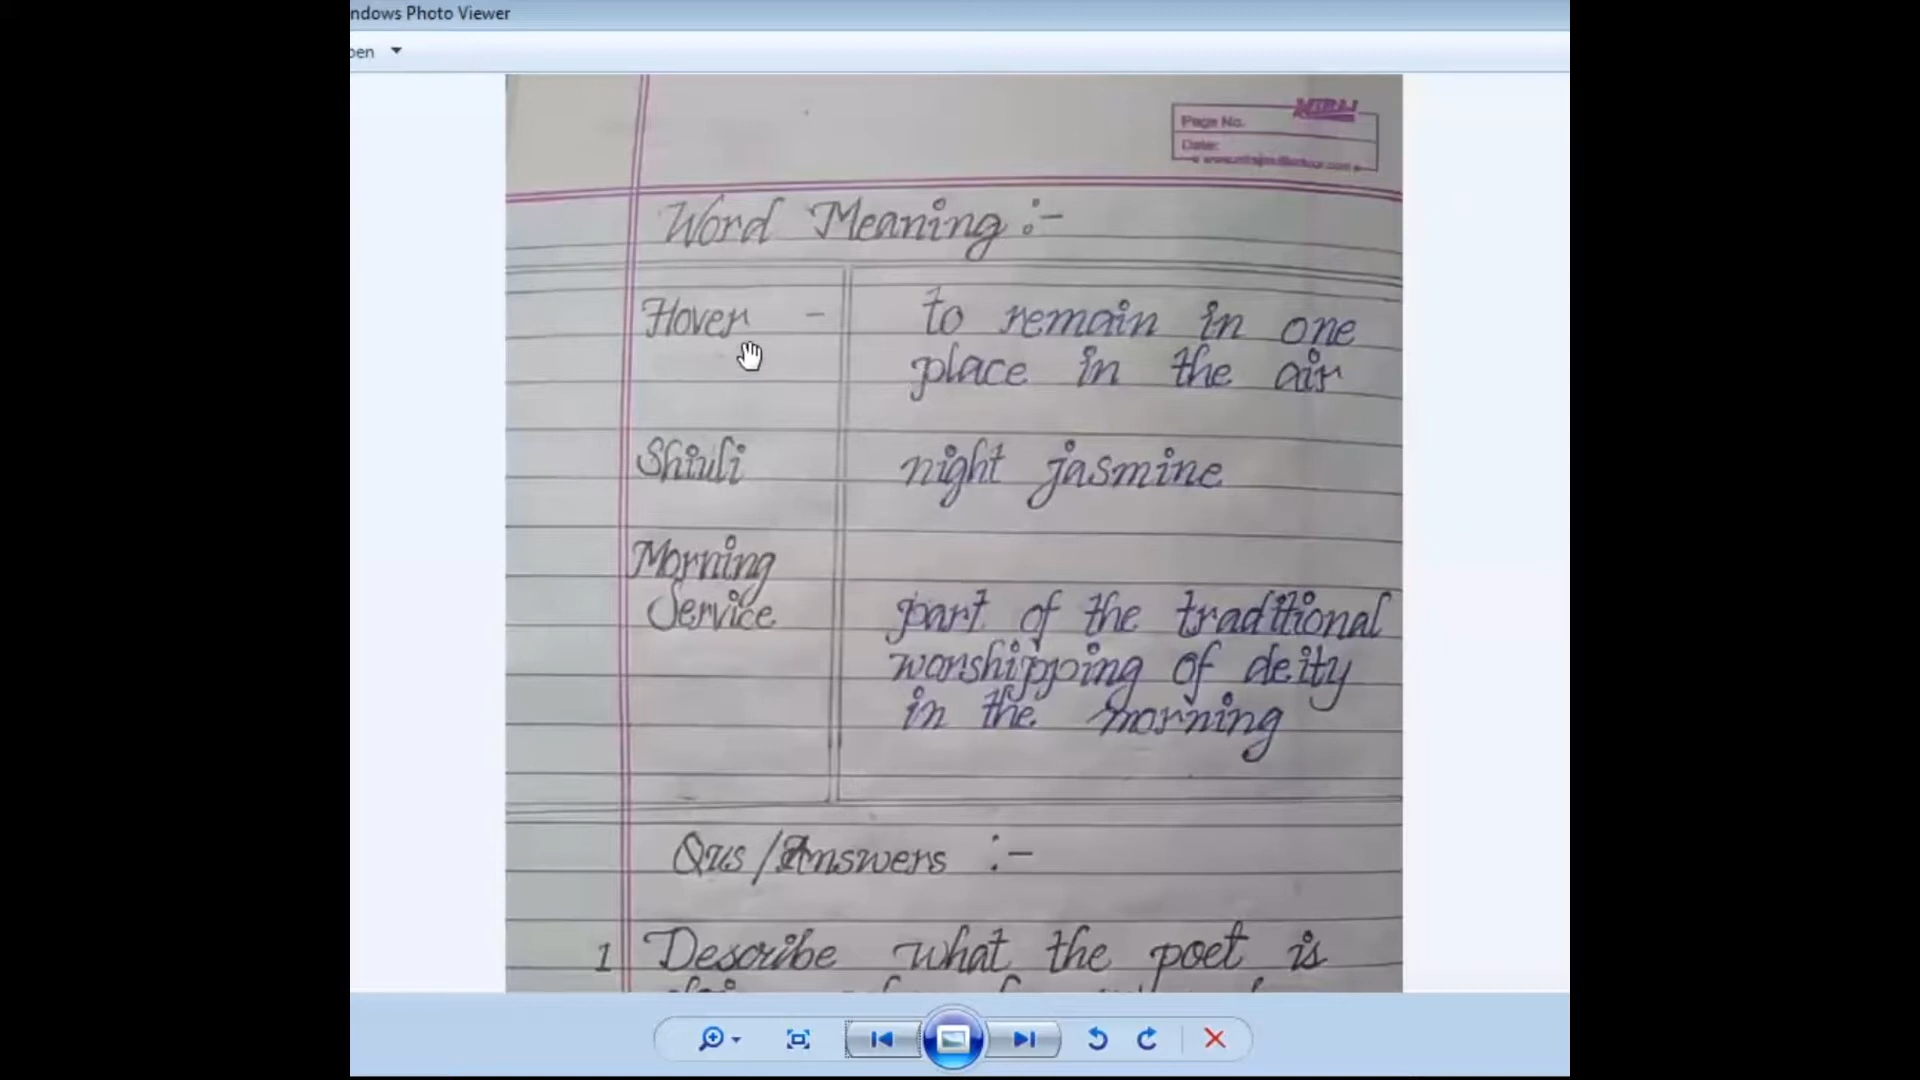 ndows Photo Viewer
pen
Page No.
Date:
Word Meaning :-
Hover - to remain in one
place in the air
Shiuli night jasmine
Morning
Service part of the traditional
worshipping of deity
in the morning
Qus/Answers :-
1 Describe what the poet is